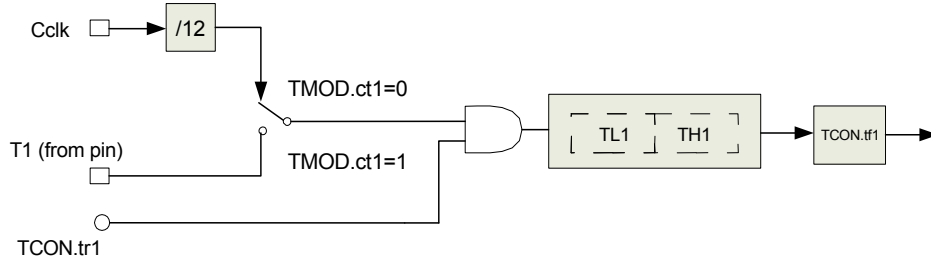 Cclk
/12
TMOD.ct1=0
T1 (from pin)
TMOD.ct1=1
TL1
TH1
TCON.tf1
TCON.tr1